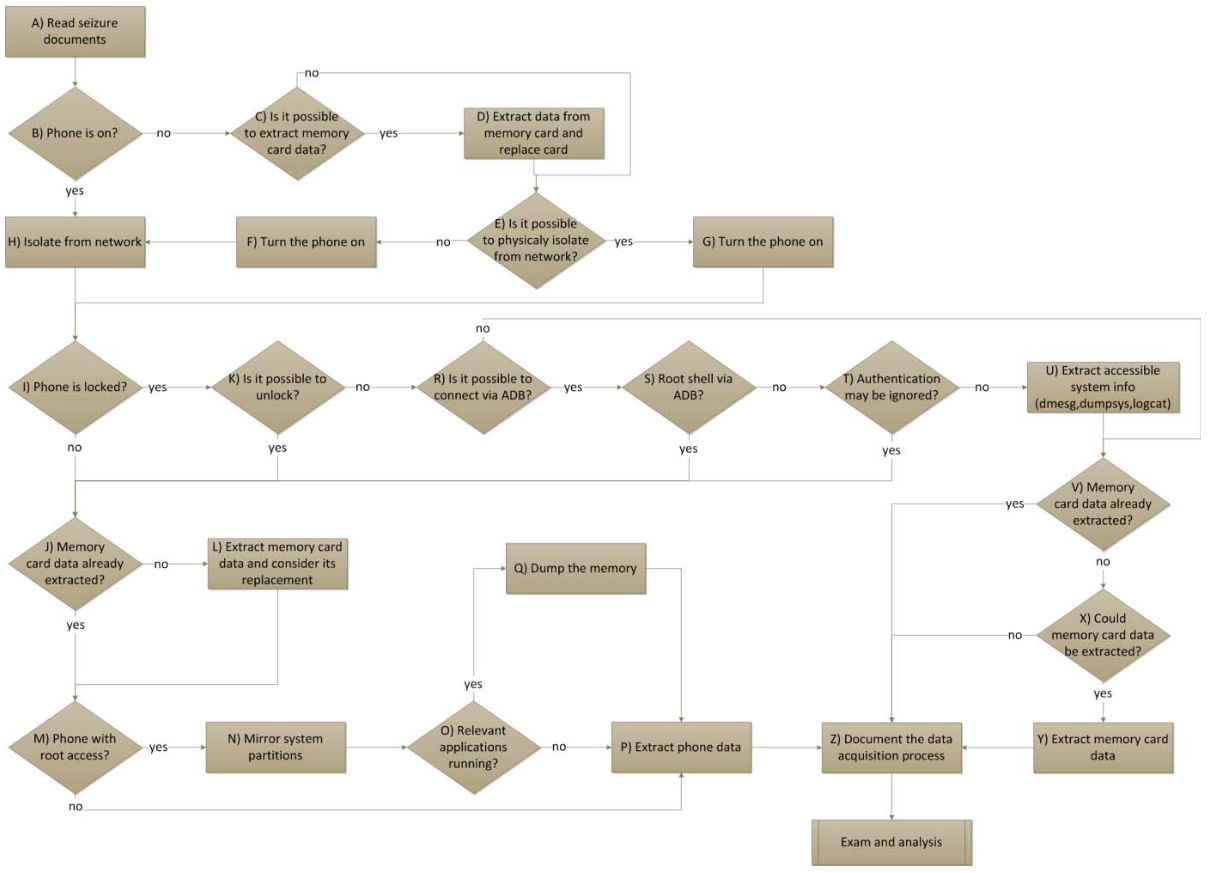 A) Read seizure
documents
no
B) Phone is on?
no
C) Is it possible
to extract memory
card data?
yes
D) Extract data from
memory card and
replace card
yes
H) Isolate from network
F) Turn the phone on
no
E) Is it possible
to physicaly isolate
from network?
yes
G) Turn the phone on
no
I) Phone is locked?
yes
K) Is it possible to
unlock?
no
R) Is it possible to
connect via ADB?
yes
S) Root shell via
ADB?
no
T) Authentication
may be ignored?
no
U) Extract accessible
system info
(dmesg,dumpsys,logcat)
no
yes
yes
yes
yes
V) Memory
card data already
extracted?
J) Memory
card data already
extracted?
no
L) Extract memory card
data and consider its
replacement
Q) Dump the memory
no
yes
no
X) Could
memory card data
be extracted?
yes
yes
M) Phone with
root access?
yes
N) Mirror system
partitions
O) Relevant
applications
running?
no
P) Extract phone data
Z) Document the data
acquisition process
Y) Extract memory card
data
no
Exam and analysis